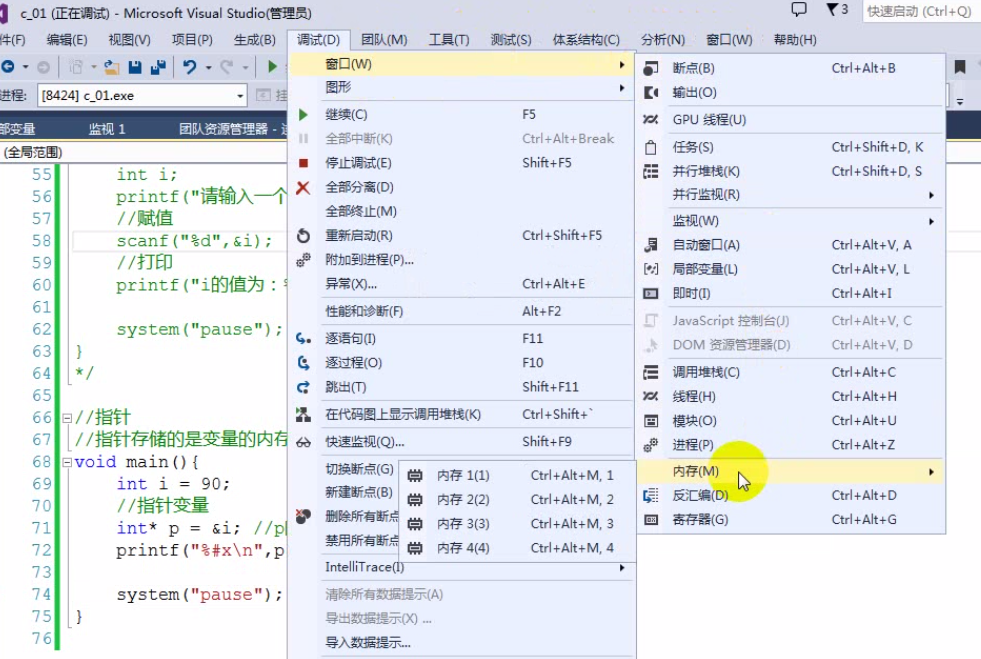 c_01 (正在调试) - Microsoft Visual Studio(管理员)
3
快速启动 (Ctrl+Q)
件(F) 编辑(E) 视图(V) 项目(P) 生成(B) 调试(D) 团队(M) 工具(T) 测试(S) 体系结构(C) 分析(N) 窗口(W) 帮助(H)
进程: [8424] c_01.exe 挂
部变量 监视 1 团队资源管理器 -
(全局范围)
55 int i;
56 printf("请输入一个
57 //赋值
58 scanf("%d",&i);
59 //打印
60 printf("i的值为:
61
62 system("pause");
63 }
64 */
65
66 //指针
67 //指针存储的是变量的内存
68 void main(){
69 int i = 90;
70 //指针变量
71 int* p = &i; //p
72 printf("%#x\n",p
73
74 system("pause");
75 }
76
窗口(W)
图形
继续(C) F5
全部中断(K) Ctrl+Alt+Break
停止调试(E) Shift+F5
全部分离(D)
全部终止(M)
重新启动(R) Ctrl+Shift+F5
附加到进程(P)...
异常(X)... Ctrl+Alt+E
性能和诊断(F) Alt+F2
逐语句(I) F11
逐过程(O) F10
跳出(T) Shift+F11
在代码图上显示调用堆栈(K) Ctrl+Shift+`
快速监视(Q)... Shift+F9
切换断点(G)
新建断点(B)
删除所有断点
禁用所有断点
IntelliTrace(I)
清除所有数据提示(A)
导出数据提示(X) ...
导入数据提示...
断点(B) Ctrl+Alt+B
输出(O)
GPU 线程(U)
任务(S) Ctrl+Shift+D, K
并行堆栈(K) Ctrl+Shift+D, S
并行监视(R)
监视(W)
自动窗口(A) Ctrl+Alt+V, A
局部变量(L) Ctrl+Alt+V, L
即时(I) Ctrl+Alt+I
JavaScript 控制台(J) Ctrl+Alt+V, C
DOM 资源管理器(D) Ctrl+Alt+V, D
调用堆栈(C) Ctrl+Alt+C
线程(H) Ctrl+Alt+H
模块(O) Ctrl+Alt+U
进程(P) Ctrl+Alt+Z
内存(M)
反汇编(D) Ctrl+Alt+D
寄存器(G) Ctrl+Alt+G
内存 1(1) Ctrl+Alt+M, 1
内存 2(2) Ctrl+Alt+M, 2
内存 3(3) Ctrl+Alt+M, 3
内存 4(4) Ctrl+Alt+M, 4